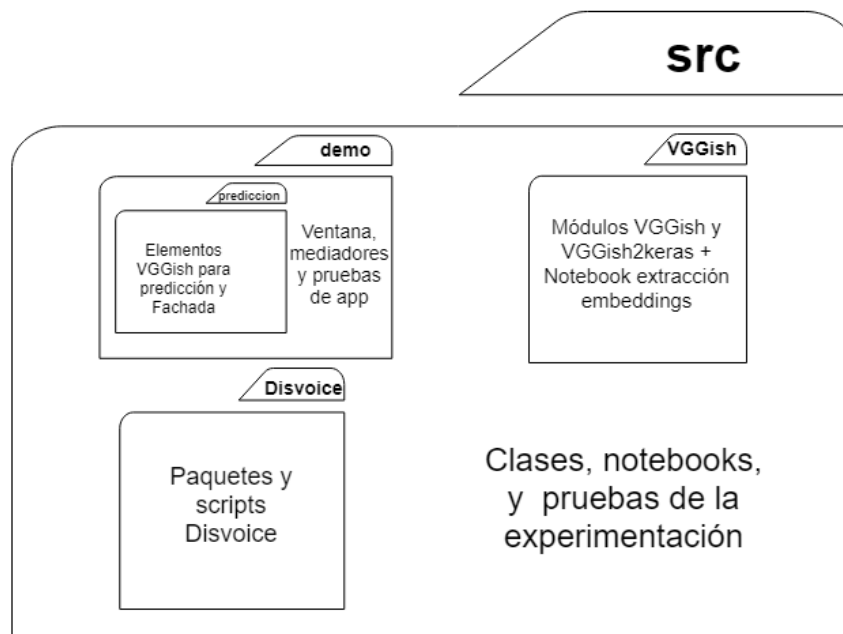 src
demo
prediccion
Elementos
VGGish para
predicción y
Fachada
Ventana,
mediadores
y pruebas
de app
VGGish
Módulos VGGish y
VGGish2keras +
Notebook extracción
embeddings
Disvoice
Paquetes y
scripts
Disvoice
Clases, notebooks,
y pruebas de la
experimentación